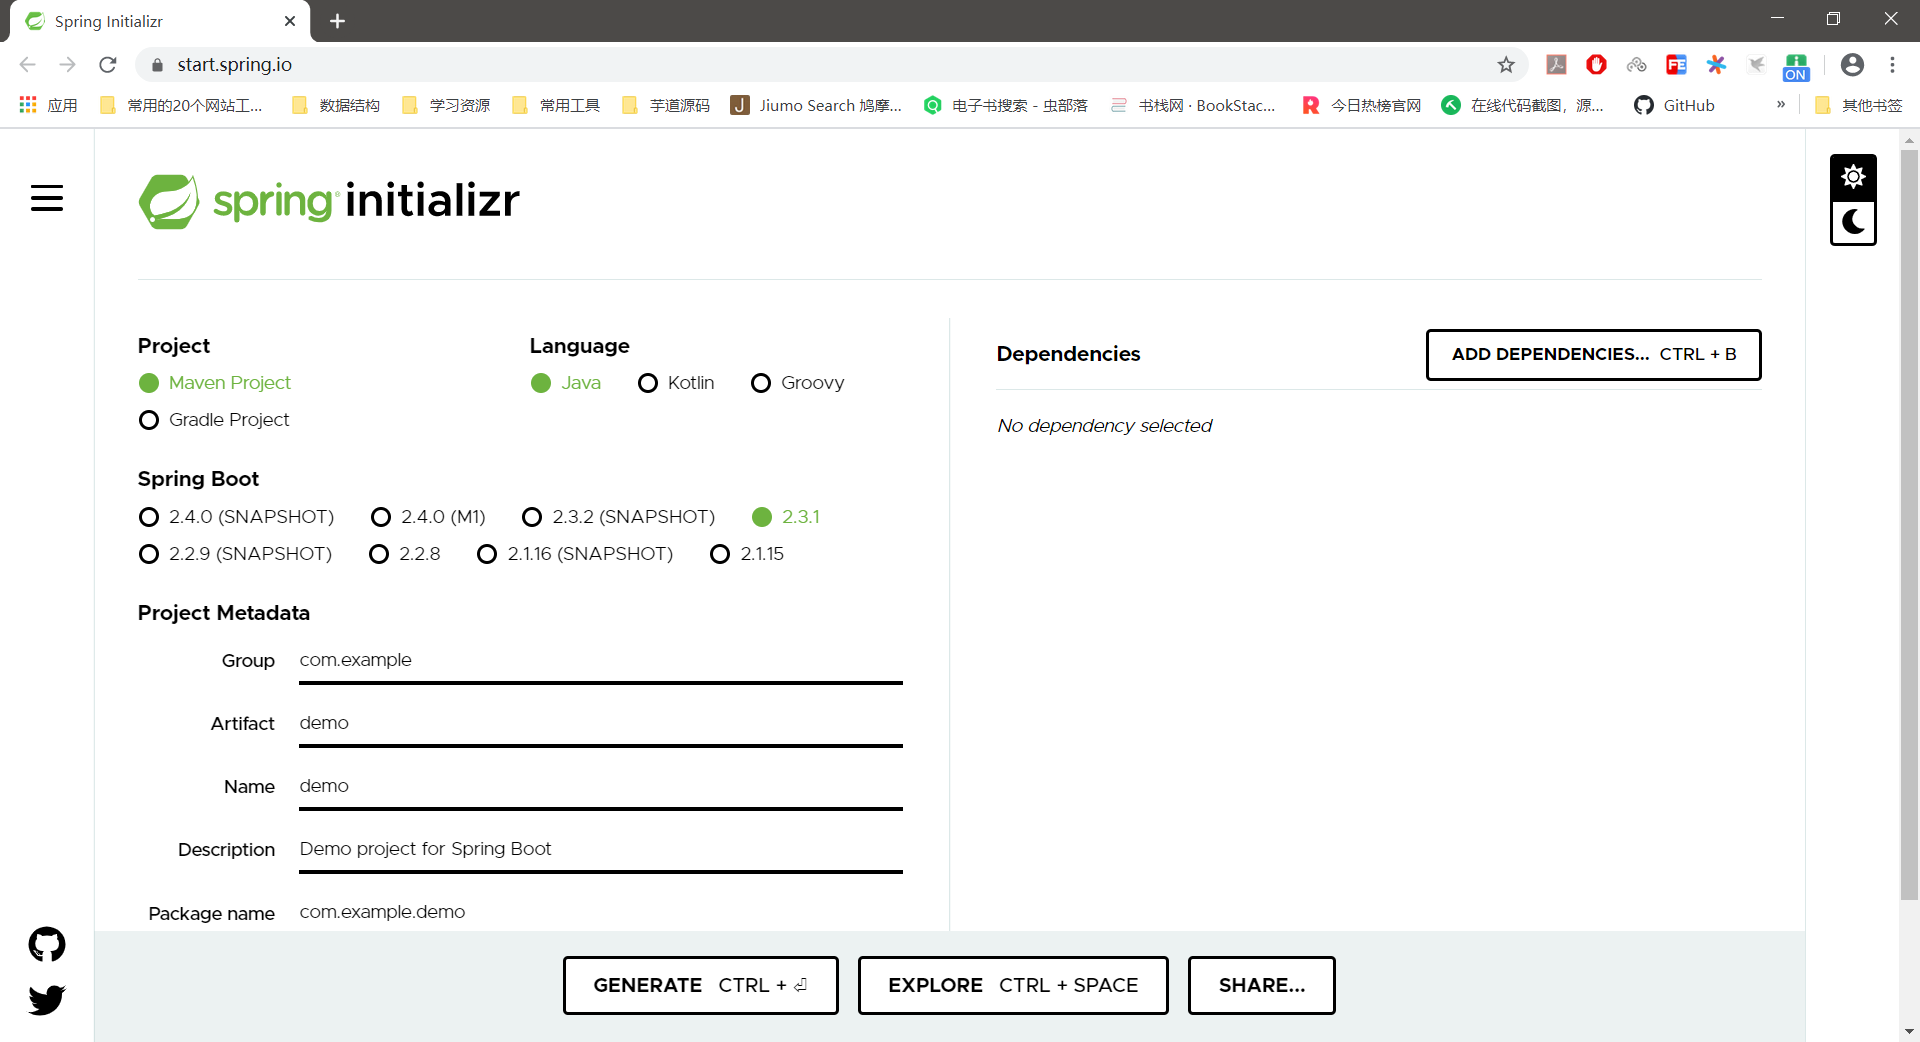 Spring Initializr
start.spring.io
ON
应用 常用的20个网站工... 数据结构 学习资源 常用工具 芋道源码 Jiumo Search 鸠摩... 电子书搜索 - 虫部落 书栈网 · BookStac... 今日热榜官网 在线代码截图，源... GitHub » 其他书签
spring initializr
Project
Maven Project
Gradle Project
Language
Java Kotlin Groovy
Spring Boot
2.4.0 (SNAPSHOT) 2.4.0 (M1) 2.3.2 (SNAPSHOT) 2.3.1
2.2.9 (SNAPSHOT) 2.2.8 2.1.16 (SNAPSHOT) 2.1.15
Project Metadata
Group com.example
Artifact demo
Name demo
Description Demo project for Spring Boot
Package name com.example.demo
Dependencies
ADD DEPENDENCIES... CTRL + B
No dependency selected
GENERATE CTRL + ⏎
EXPLORE CTRL + SPACE
SHARE...